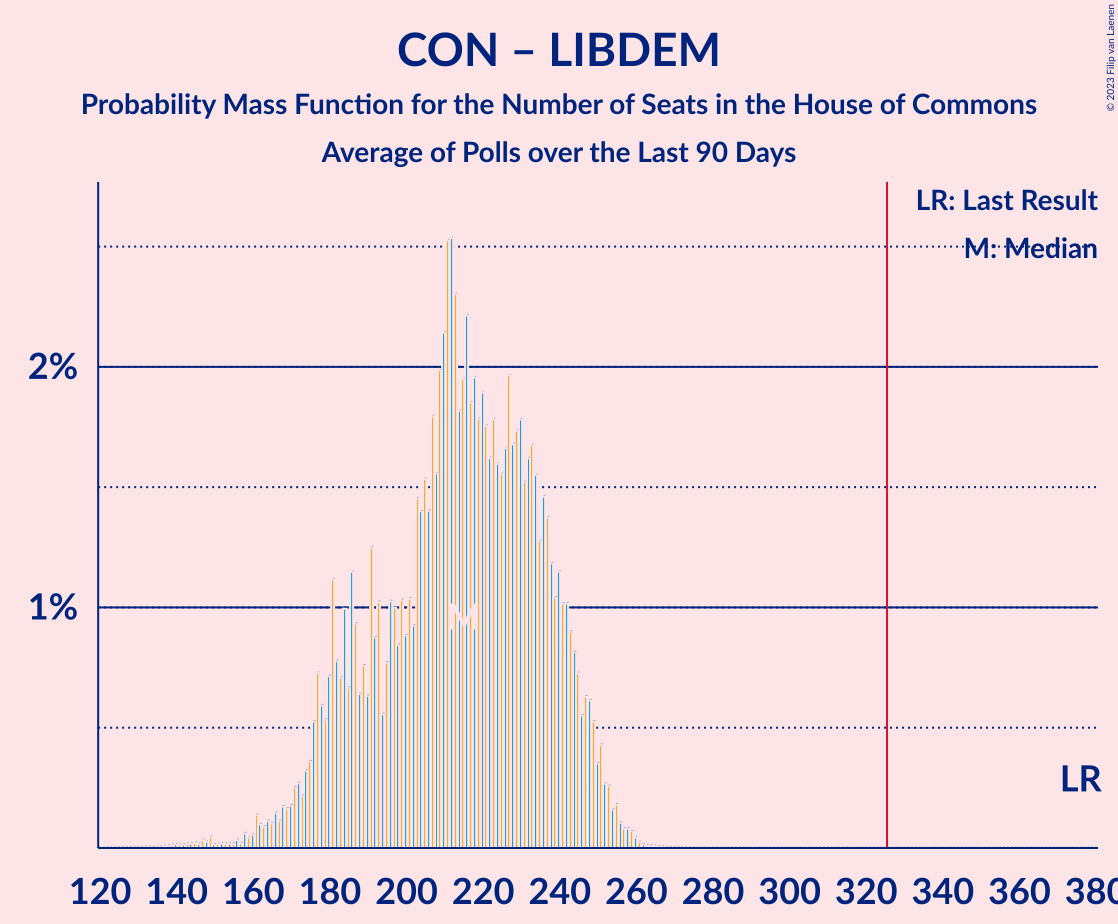 CON – LIBDEM
Probability Mass Function for the Number of Seats in the House of Commons
Average of Polls over the Last 90 Days
© 2023 Filip van Laenen
LR: Last Result
M: Median
2%
1%
M
LR
120 140 160 180 200 220 240 260 280 300 320 340 360 380